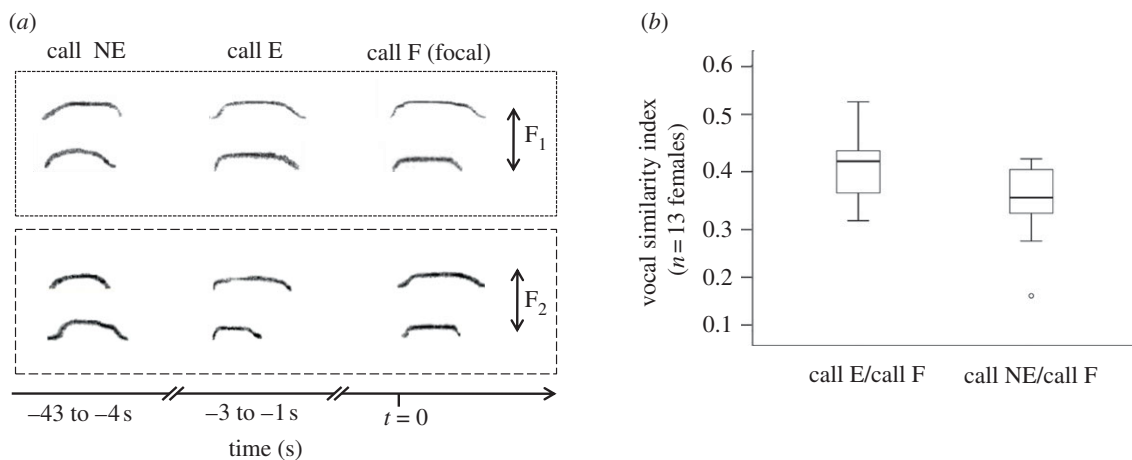 (a)
call NE call E call F (focal)
F1
F2
–43 to –4 s –3 to –1 s t = 0
time (s)
(b)
vocal similarity index
(n = 13 females)
0.6
0.5
0.4
0.3
0.2
0.1
call E/call F call NE/call F